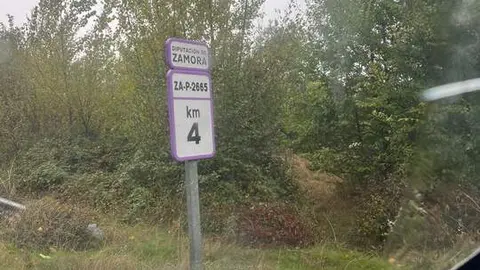 DIPUTACIÓN DE
ZAMORA
ZA-P-2665
km
4